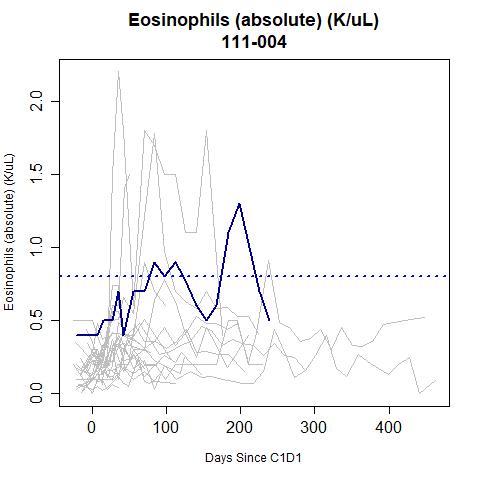 Eosinophils (absolute) (K/uL)
111-004
Eosinophils (absolute) (K/uL)
2.0
1.5
1.0
0.5
0.0
0 100 200 300 400
Days Since C1D1